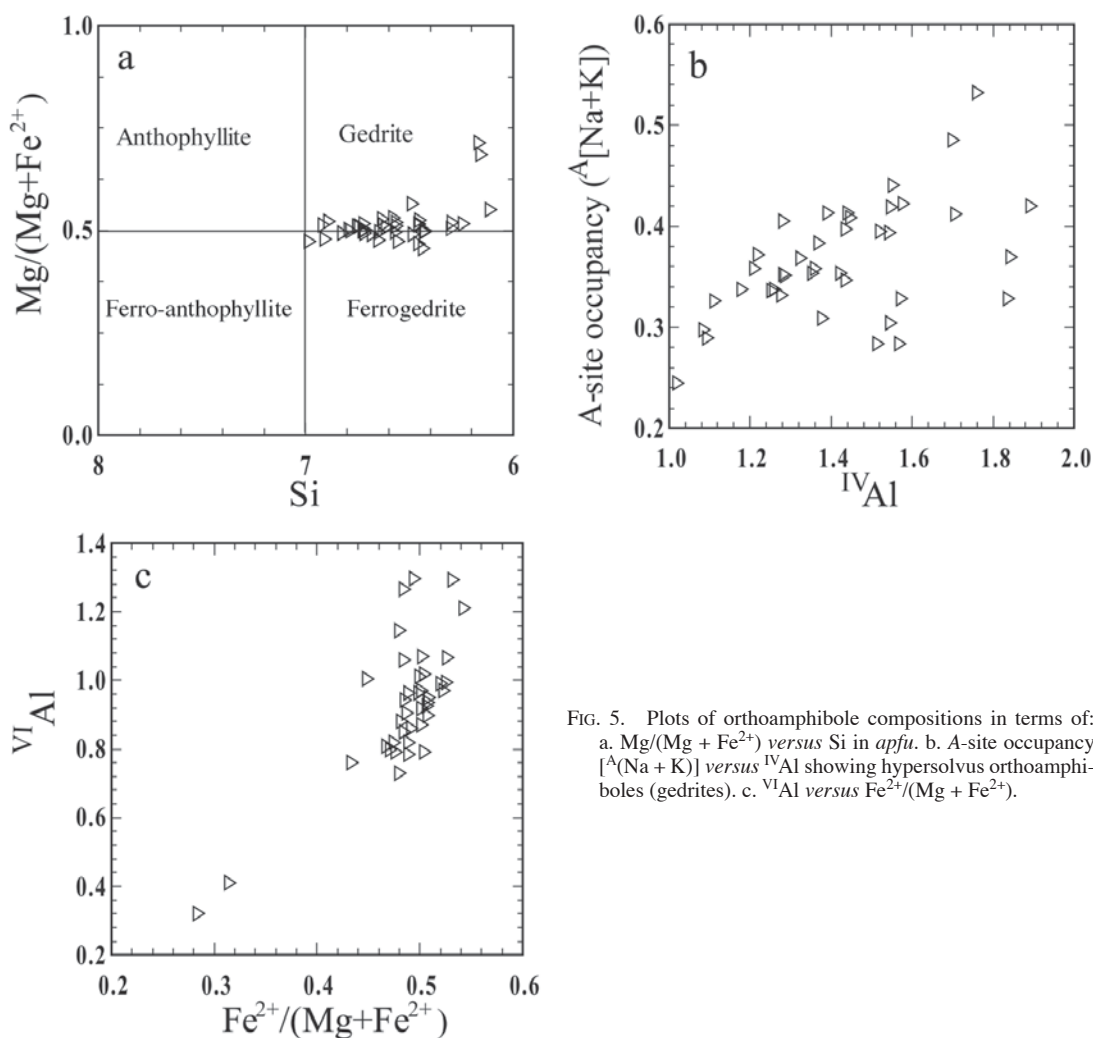 a
1.0
0.5
0.0
Mg/(Mg+Fe²⁺)
Anthophyllite
Gedrite
Ferro-anthophyllite
Ferrogedrite
8
7
6
Si
b
0.6
0.5
0.4
0.3
0.2
A-site occupancy (ᴬ[Na+K])
1.0
1.2
1.4
1.6
1.8
2.0
ᴵⱽAl
c
1.4
1.2
1.0
0.8
0.6
0.4
0.2
ⱽᴵAl
0.2
0.3
0.4
0.5
0.6
Fe²⁺/(Mg+Fe²⁺)
FIG. 5. Plots of orthoamphibole compositions in terms of:
a. Mg/(Mg + Fe²⁺) versus Si in apfu. b. A-site occupancy
[ᴬ(Na + K)] versus ᴵⱽAl showing hypersolvus orthoamphi-
boles (gedrites). c. ⱽᴵAl versus Fe²⁺/(Mg + Fe²⁺).